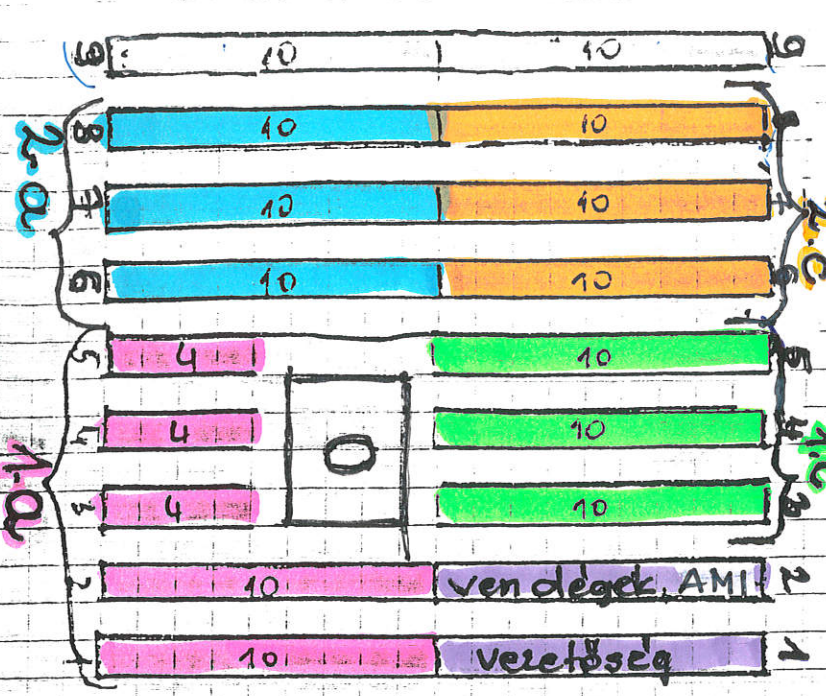 9 10 10 9
2.a
8 10 10 8
7 10 10 7
2.c
6 10 10 6
5 4 10 5
4 4 0 10 4
1.a
1.c
3 4 10 3
2 10 vendégek, AMI 2
1 10 vezetőség 1